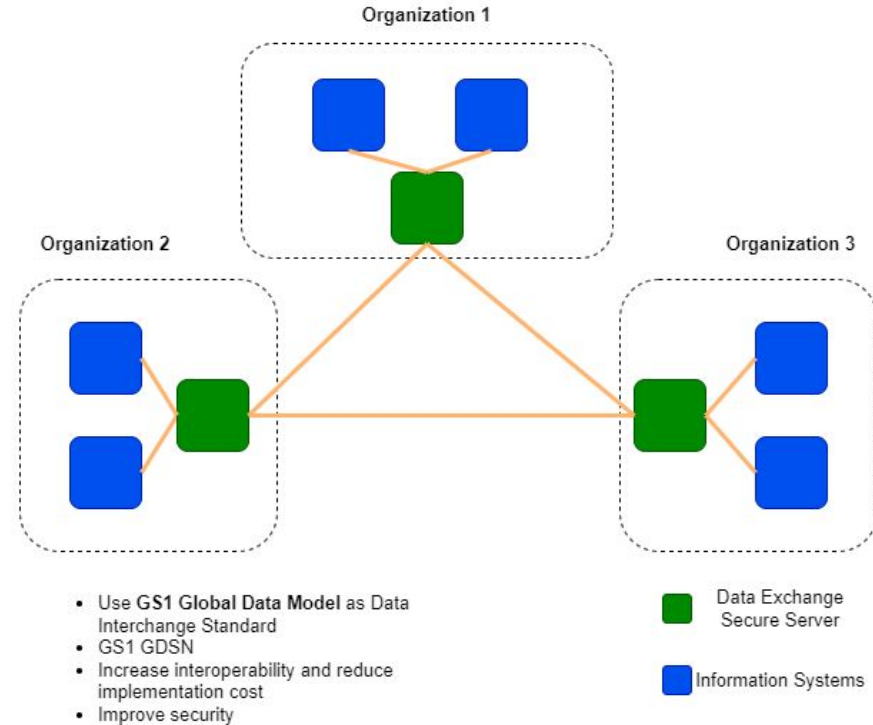 Organization 1
Organization 2
Organization 3
• Use GS1 Global Data Model as Data
Interchange Standard
• GS1 GDSN
• Increase interoperability and reduce
implementation cost
• Improve security
Data Exchange
Secure Server
Information Systems